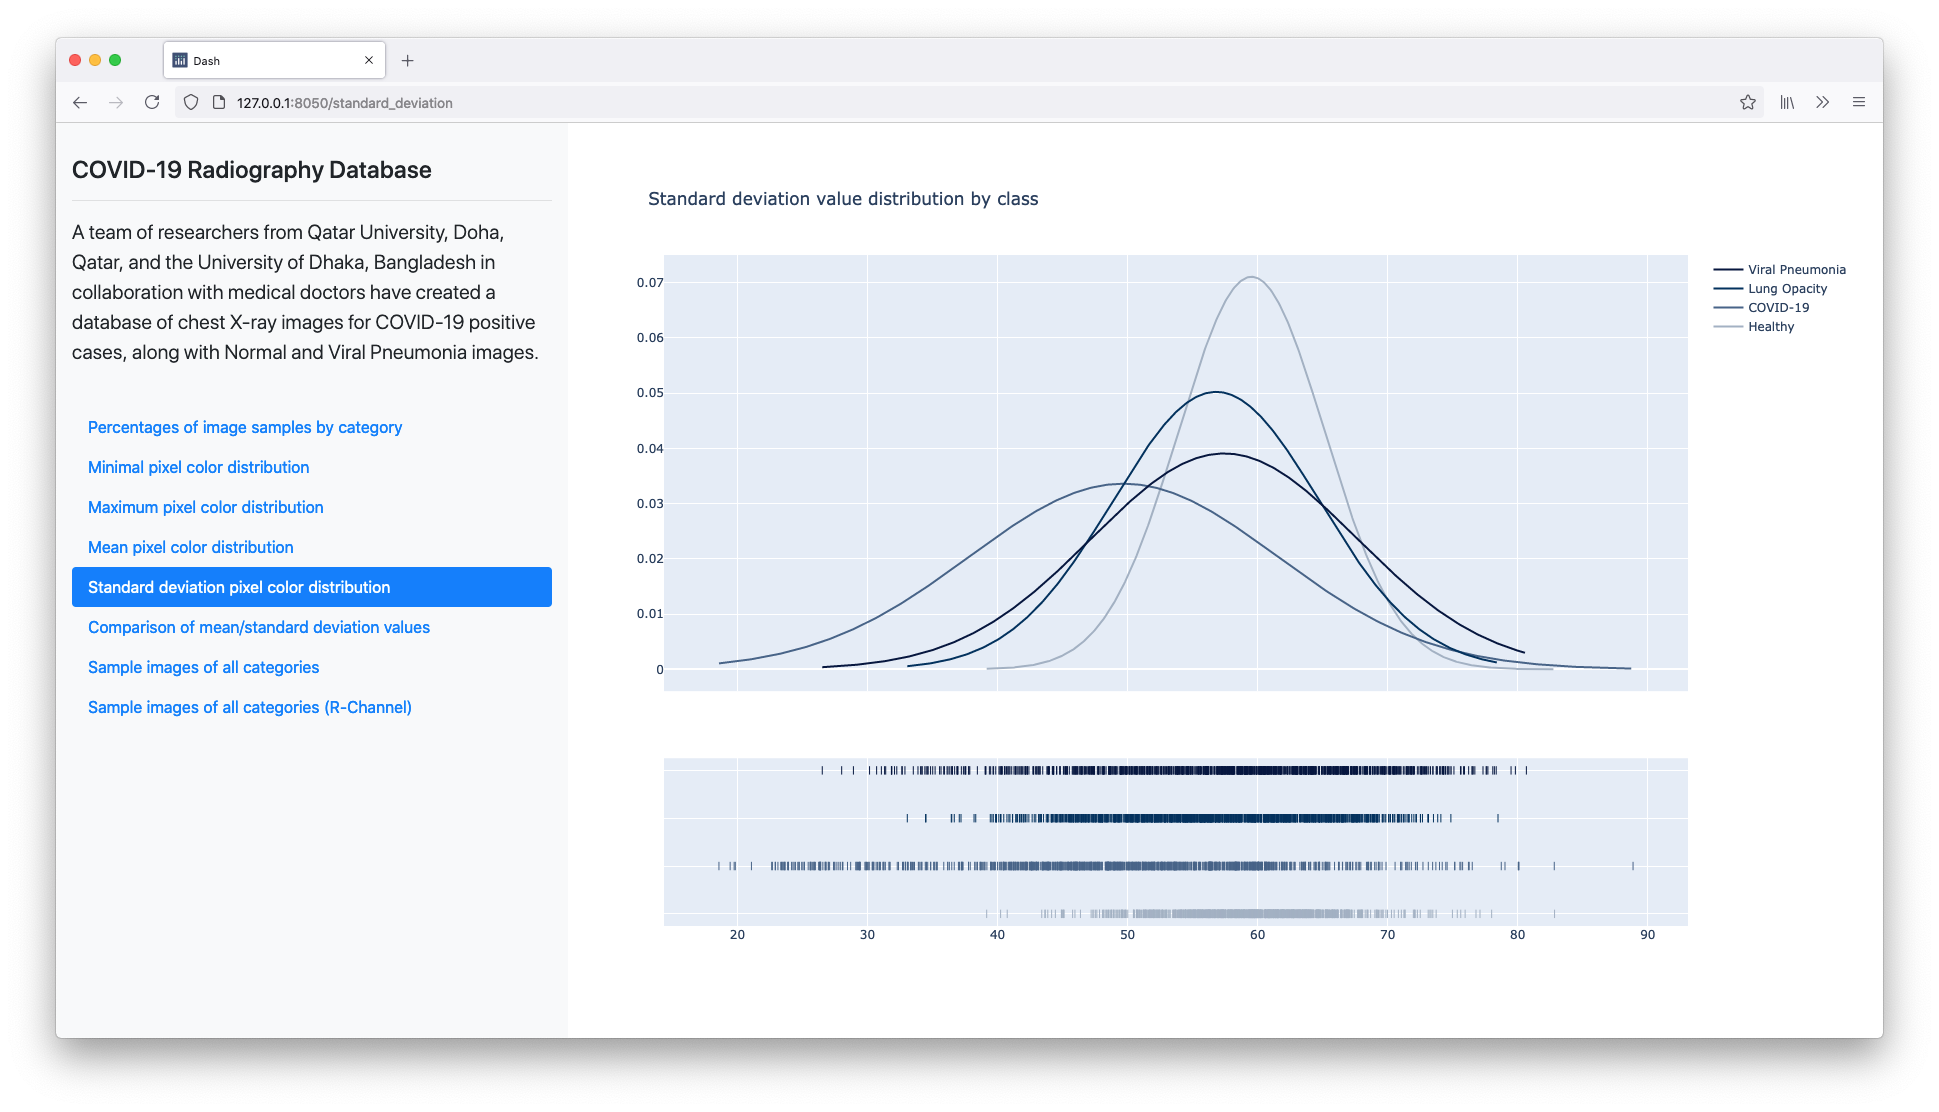 Dash
127.0.0.1:8050/standard_deviation
COVID-19 Radiography Database
A team of researchers from Qatar University, Doha,
Qatar, and the University of Dhaka, Bangladesh in
collaboration with medical doctors have created a
database of chest X-ray images for COVID-19 positive
cases, along with Normal and Viral Pneumonia images.
Percentages of image samples by category
Minimal pixel color distribution
Maximum pixel color distribution
Mean pixel color distribution
Standard deviation pixel color distribution
Comparison of mean/standard deviation values
Sample images of all categories
Sample images of all categories (R-Channel)
Standard deviation value distribution by class
0.07
0.06
0.05
0.04
0.03
0.02
0.01
0
Viral Pneumonia
Lung Opacity
COVID-19
Healthy
20 30 40 50 60 70 80 90